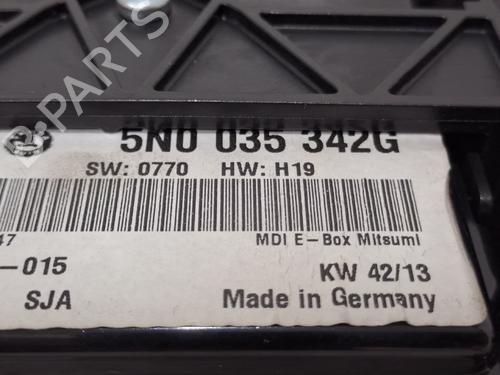 5N0 035 342G
SW: 0770 HW: H19
47
MDI E-Box Mitsumi
-015
KW 42/13
SJA
Made in Germany
B-PARTS